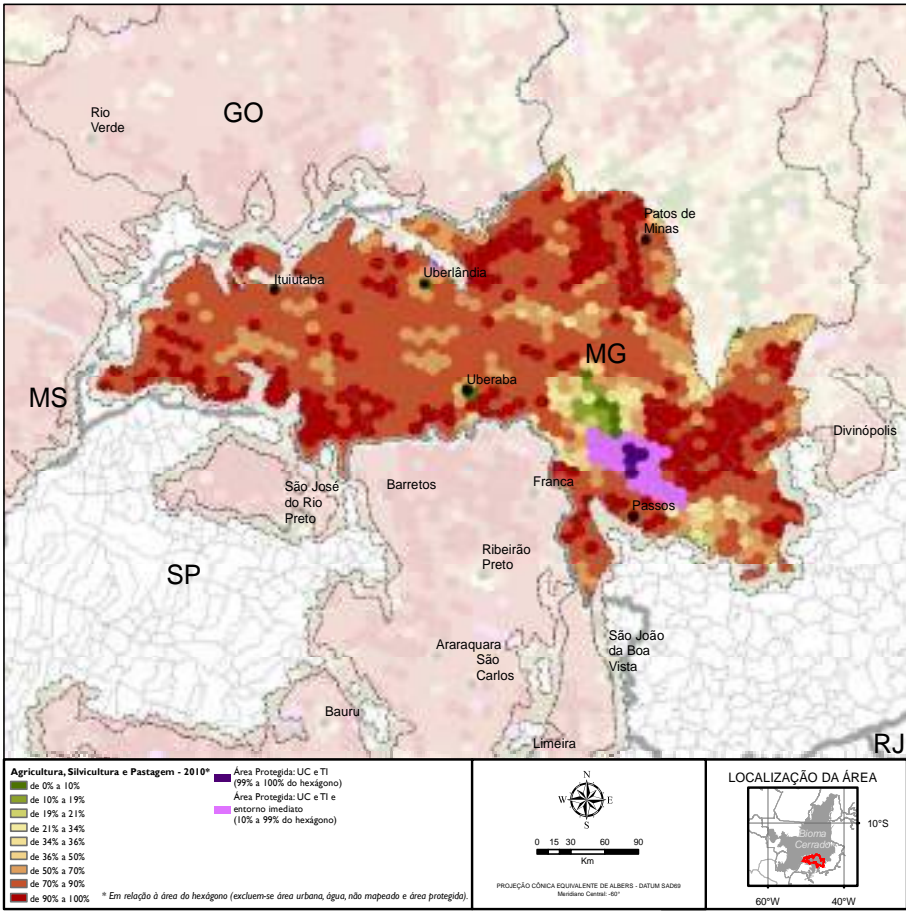 GO
Rio
Verde
Patos de
Minas
Uberlândia
Ituiutaba
MG
Uberaba
MS
Divinópolis
Franca
Barretos
São José
do Rio
Preto
Passos
Ribeirão
Preto
SP
São João
da Boa
Vista
Araraquara
São
Carlos
Bauru
Limeira
RJ
Agricultura, Silvicultura e Pastagem - 2010*
de 0% a 10%
de 10% a 19%
de 19% a 21%
de 21% a 34%
de 34% a 36%
de 36% a 50%
de 50% a 70%
de 70% a 90%
de 90% a 100%
Área Protegida: UC e TI
(99% a 100% do hexágono)
Área Protegida: UC e TI e
entorno imediato
(10% a 99% do hexágono)
* Em relação à área do hexágono (excluem-se área urbana, água, não mapeado e área protegida).
N
W E
S
0 15 30 60 90
Km
PROJEÇÃO CÔNICA EQUIVALENTE DE ALBERS - DATUM SAD69
Meridiano Central: -60°
LOCALIZAÇÃO DA ÁREA
10°S
Bioma
Cerrado
60°W 40°W